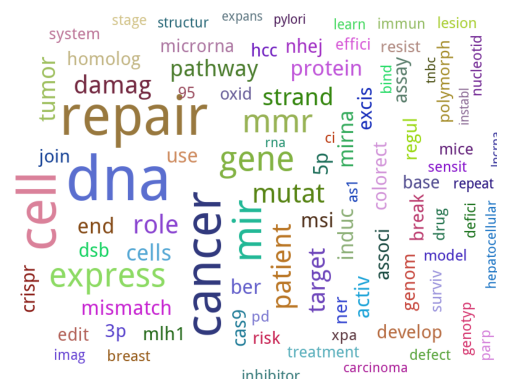 stage structur expans pylori
system learn immun lesion
microrna hcc nhej effici resist
homolog pathway protein bind assay tnbc polymorph nucleotid
tumor damag 95 oxid strand excis instabl
repair mmr ci mirna regul
rna mice lncrna
join use gene 5p colorect sensit
dna as1 base repeat
cell mutat
cancer miir msi induc break drug defici
end role patient associ hepatocellular
dsb cells target model
crispr express ber genom surviv
mismatch cas9 pd ner activ
edit 3p mlh1 risk xpa develop genotyp parp
imag breast treatment defect
inhibitor carcinoma